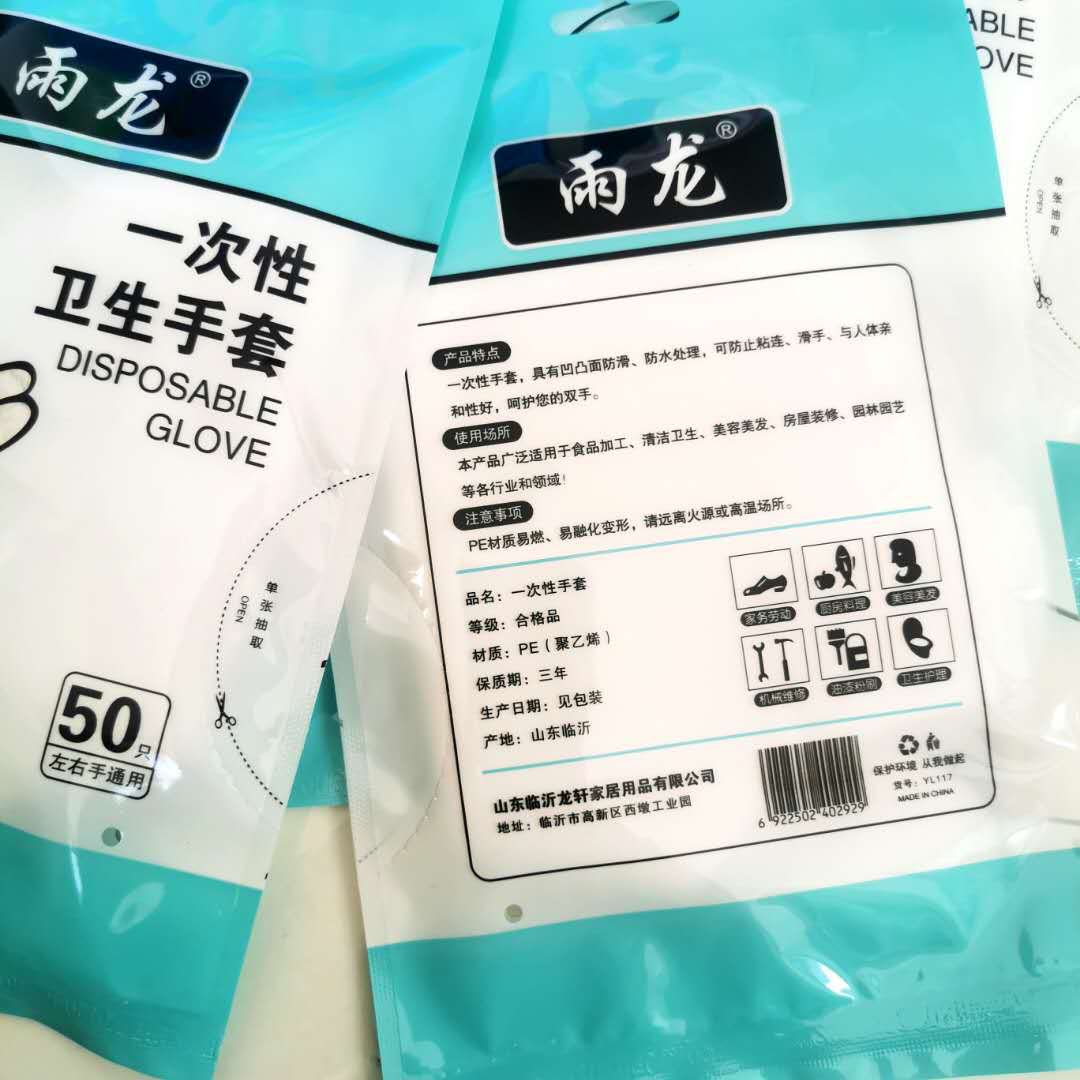 雨龙®
一次性
卫生手套
DISPOSABLE
GLOVE
单张抽取
OPEN
50只
左右手通用
雨龙®
产品特点
一次性手套，具有凹凸面防滑、防水处理，可防止粘连、滑手、与人体亲
和性好，呵护您的双手。
使用场所
本产品广泛适用于食品加工、清洁卫生、美容美发、房屋装修、园林园艺
等各行业和领域！
注意事项
PE材质易燃、易融化变形，请远离火源或高温场所。
品名：一次性手套
等级：合格品
材质：PE（聚乙烯）
保质期：三年
生产日期：见包装
产地：山东临沂
家务劳动 厨房料理 美容美发
机械维修 油漆粉刷 卫生护理
山东临沂龙轩家居用品有限公司
地址：临沂市高新区西墩工业园
6 922502 402929
保护环境 从我做起
货号：YL117
MADE IN CHINA
ABLE
OVE
单张抽取
OPEN